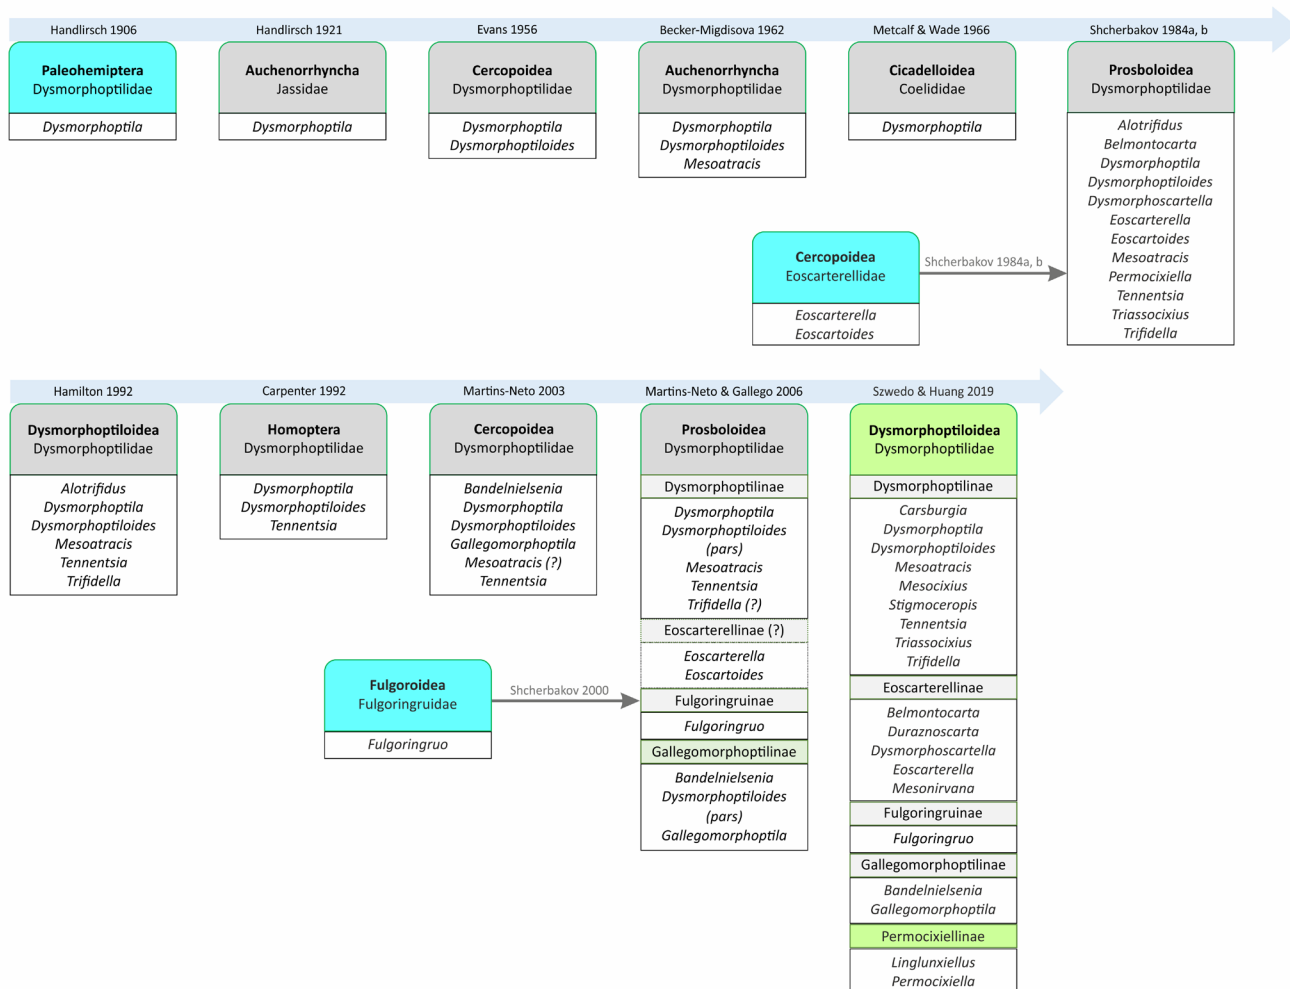 Handlirsch 1906
Handlirsch 1921
Evans 1956
Becker-Migdisova 1962
Metcalf & Wade 1966
Shcherbakov 1984a, b
Paleohemiptera
Dysmorphoptilidae
Dysmorphoptila
Auchenorrhyncha
Jassidae
Dysmorphoptila
Cercopoidea
Dysmorphoptilidae
Dysmorphoptila
Dysmorphoptiloides
Auchenorrhyncha
Dysmorphoptilidae
Dysmorphoptila
Dysmorphoptiloides
Mesoatracis
Cicadelloidea
Coelididae
Dysmorphoptila
Prosboloidea
Dysmorphoptilidae
Alotrifidus
Belmontocarta
Dysmorphoptila
Dysmorphoptiloides
Dysmorphoscartella
Eoscarterella
Eoscartoides
Mesoatracis
Permocixiella
Tennentsia
Triassocixius
Trifidella
Cercopoidea
Eoscarterellidae
Eoscarterella
Eoscartoides
Shcherbakov 1984a, b
Hamilton 1992
Carpenter 1992
Martins-Neto 2003
Martins-Neto & Gallego 2006
Szwedo & Huang 2019
Dysmorphoptiloidea
Dysmorphoptilidae
Alotrifidus
Dysmorphoptila
Dysmorphoptiloides
Mesoatracis
Tennentsia
Trifidella
Homoptera
Dysmorphoptilidae
Dysmorphoptila
Dysmorphoptiloides
Tennentsia
Cercopoidea
Dysmorphoptilidae
Bandelnielsenia
Dysmorphoptila
Dysmorphoptiloides
Gallegomorphoptila
Mesoatracis (?)
Tennentsia
Fulgoroidea
Fulgoringruidae
Fulgoringruo
Shcherbakov 2000
Prosboloidea
Dysmorphoptilidae
Dysmorphoptilinae
Dysmorphoptila
Dysmorphoptiloides
(pars)
Mesoatracis
Tennentsia
Trifidella (?)
Eoscarterellinae (?)
Eoscarterella
Eoscartoides
Fulgoringruinae
Fulgoringruo
Gallegomorphoptilinae
Bandelnielsenia
Dysmorphoptiloides
(pars)
Gallegomorphoptila
Dysmorphoptiloidea
Dysmorphoptilidae
Dysmorphoptilinae
Carsburgia
Dysmorphoptila
Dysmorphoptiloides
Mesoatracis
Mesocixius
Stigmoceropis
Tennentsia
Triassocixius
Trifidella
Eoscarterellinae
Belmontocarta
Duraznoscarta
Dysmorphoscartella
Eoscarterella
Mesonirvana
Fulgoringruinae
Fulgoringruo
Gallegomorphoptilinae
Bandelnielsenia
Gallegomorphoptila
Permocixiellinae
Linglunxiellus
Permocixiella